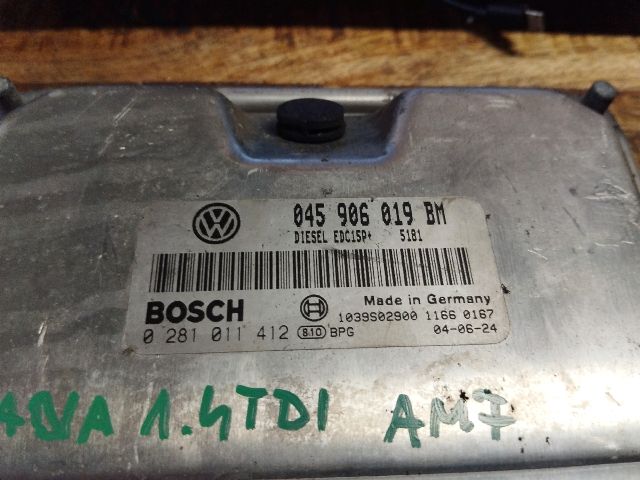 045 906 019 BM
DIESEL EDC15P+ 5181
BOSCH
Made in Germany
1039S02900 1166 0167
0 281 011 412 810 BPG 04-06-24
1.4TDI AMF